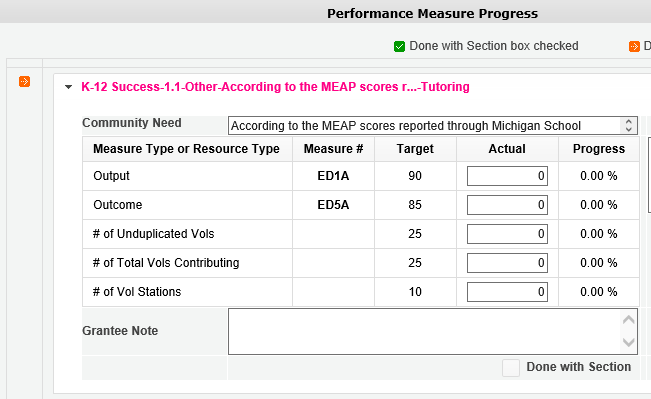 Performance Measure Progress
Done with Section box checked D
K-12 Success-1.1-Other-According to the MEAP scores r...-Tutoring
Community Need According to the MEAP scores reported through Michigan School
Measure Type or Resource Type Measure # Target Actual Progress
Output ED1A 90 0 0.00 %
Outcome ED5A 85 0 0.00 %
# of Unduplicated Vols 25 0 0.00 %
# of Total Vols Contributing 25 0 0.00 %
# of Vol Stations 10 0 0.00 %
Grantee Note
Done with Section